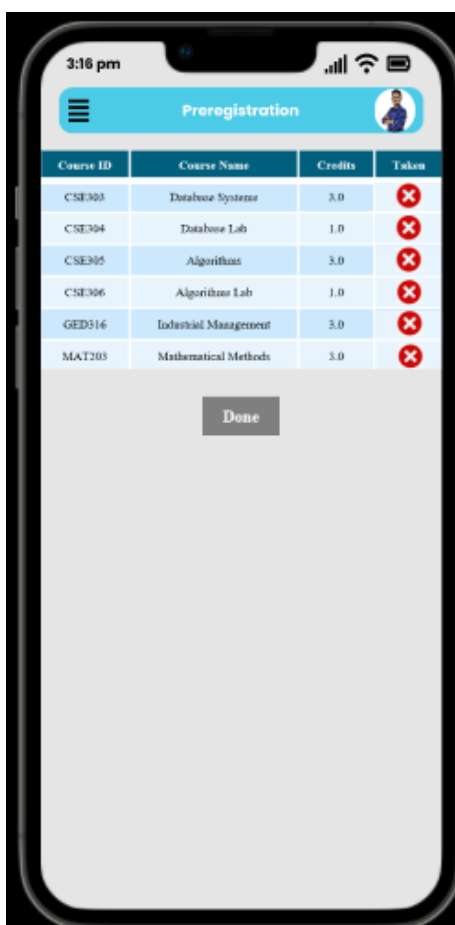 3:16 pm
Preregistration
Course ID Course Name Credits Taken
CSE303 Database Systems 3.0
CSE304 Database Lab 1.0
CSE305 Algorithms 3.0
CSE306 Algorithms Lab 1.0
GED316 Industrial Management 3.0
MAT203 Mathematical Methods 3.0
Done